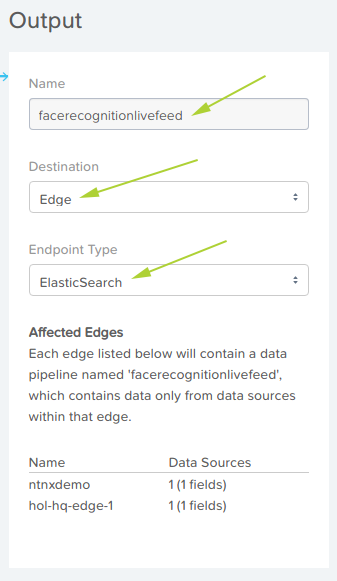 Output
Name
facerecognitionlivefeed
Destination
Edge
Endpoint Type
ElasticSearch
Affected Edges
Each edge listed below will contain a data
pipeline named 'facerecognitionlivefeed',
which contains data only from data sources
within that edge.
Name Data Sources
ntnxdemo 1 (1 fields)
hol-hq-edge-1 1 (1 fields)